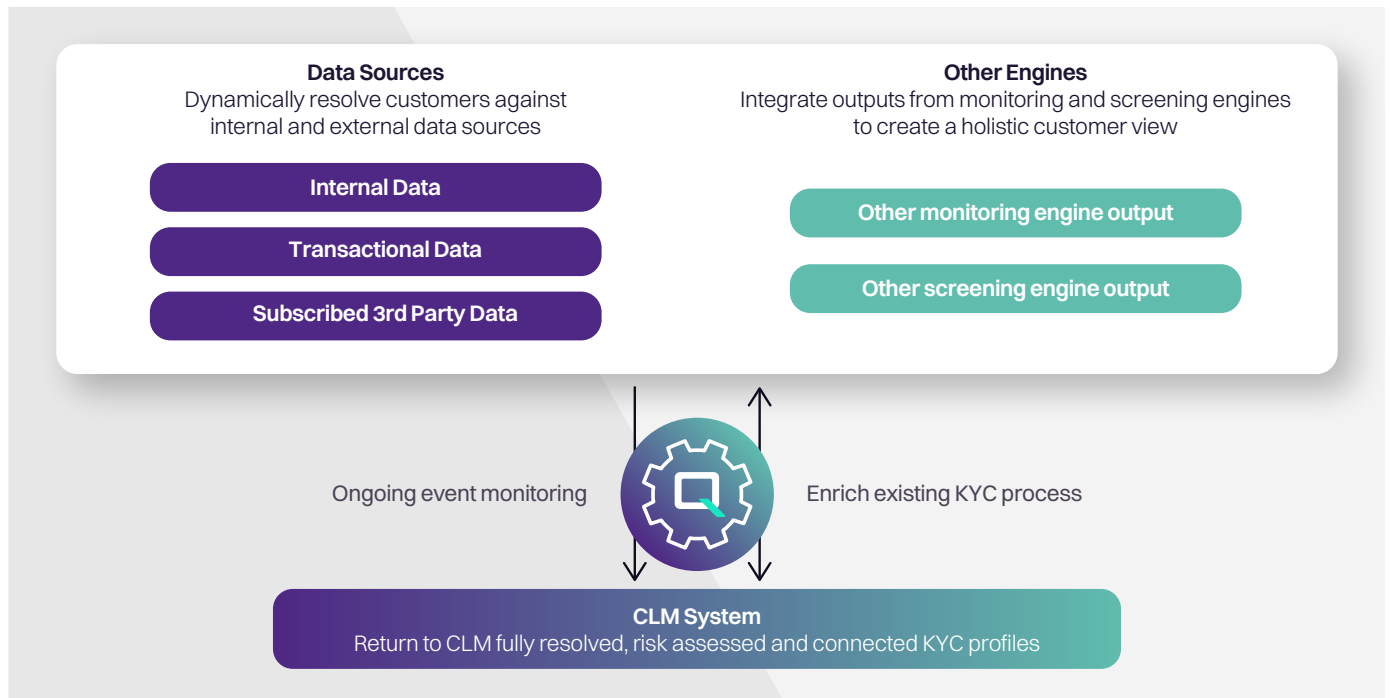 Data Sources
Dynamically resolve customers against
internal and external data sources
Internal Data
Transactional Data
Subscribed 3rd Party Data
Other Engines
Integrate outputs from monitoring and screening engines
to create a holistic customer view
Other monitoring engine output
Other screening engine output
Ongoing event monitoring
Enrich existing KYC process
CLM System
Return to CLM fully resolved, risk assessed and connected KYC profiles